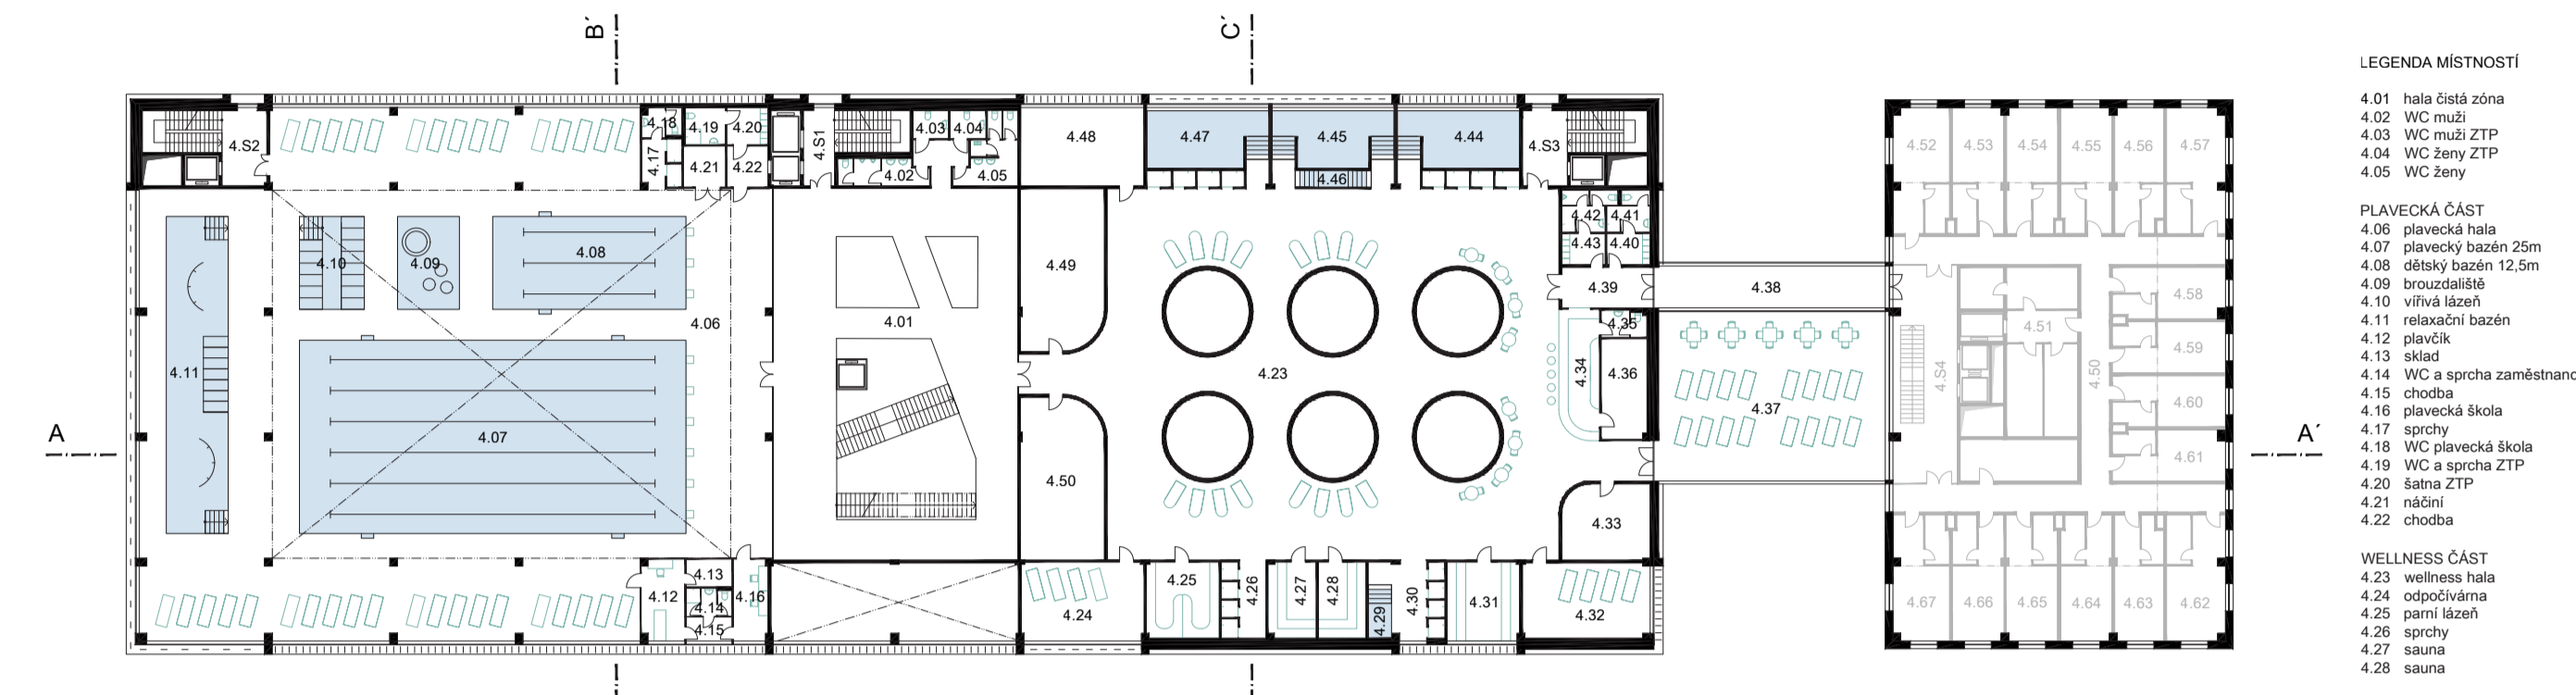 B´
C´
4.18
4.19
4.20
4.S2
4.17
4.21
4.22
4.S1
4.03
4.04
4.02
4.05
4.48
4.47
4.45
4.44
4.46
4.S3
4.42
4.41
4.43
4.40
4.52
4.53
4.54
4.55
4.56
4.57
4.10
4.09
4.08
4.06
4.01
4.49
4.39
4.38
4.58
4.35
4.51
4.59
4.11
4.23
4.34
4.36
4.S4
4.50
4.37
4.60
A
4.07
A´
4.61
4.50
4.33
4.13
4.12
4.14
4.16
4.15
4.24
4.25
4.26
4.27
4.28
4.29
4.30
4.31
4.32
4.67
4.66
4.65
4.64
4.63
4.62
LEGENDA MÍSTNOSTÍ
4.01 hala čistá zóna
4.02 WC muži
4.03 WC muži ZTP
4.04 WC ženy ZTP
4.05 WC ženy
PLAVECKÁ ČÁST
4.06 plavecká hala
4.07 plavecký bazén 25m
4.08 dětský bazén 12,5m
4.09 brouzdaliště
4.10 vířivá lázeň
4.11 relaxační bazén
4.12 plavčík
4.13 sklad
4.14 WC a sprcha zaměstnanc
4.15 chodba
4.16 plavecká škola
4.17 sprchy
4.18 WC plavecká škola
4.19 WC a sprcha ZTP
4.20 šatna ZTP
4.21 náčiní
4.22 chodba
WELLNESS ČÁST
4.23 wellness hala
4.24 odpočívárna
4.25 parní lázeň
4.26 sprchy
4.27 sauna
4.28 sauna